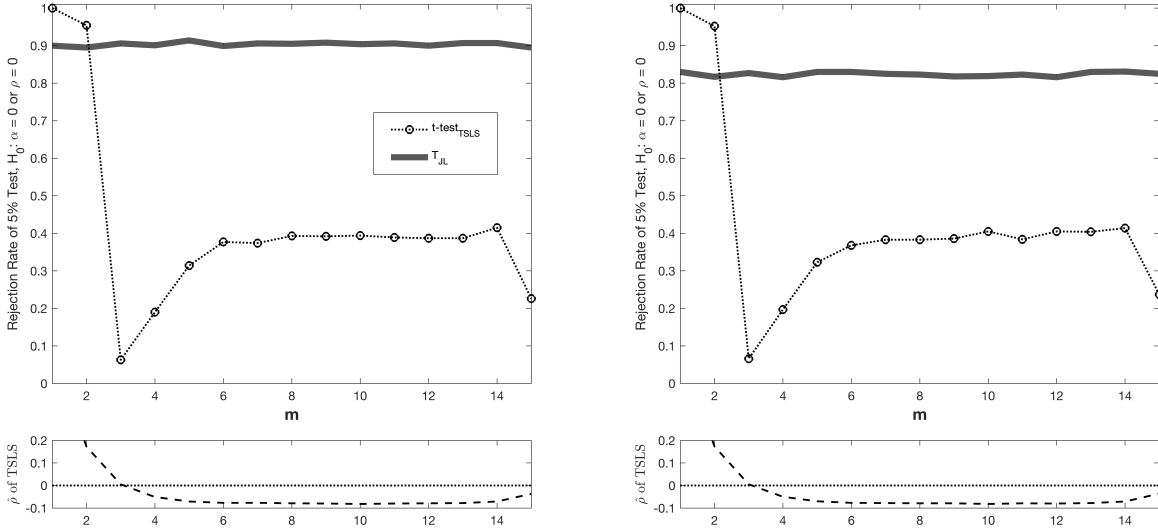 Rejection Rate of 5% Test, H0: α = 0 or ρ = 0
1
0.9
0.8
0.7
0.6
0.5
0.4
0.3
0.2
0.1
0
t-testTSLS
TJL
2 4 6 8 10 12 14
m
ρ̂ of TSLS
0.2
0.1
0
-0.1
2 4 6 8 10 12 14
Rejection Rate of 5% Test, H0: α = 0 or ρ = 0
1
0.9
0.8
0.7
0.6
0.5
0.4
0.3
0.2
0.1
0
2 4 6 8 10 12 14
m
ρ̂ of TSLS
0.2
0.1
0
-0.1
2 4 6 8 10 12 14